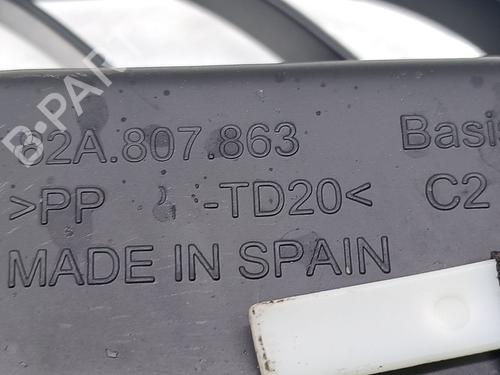 82A.807.863 Basis
>PP -TD20< C2
MADE IN SPAIN
B-PARTS